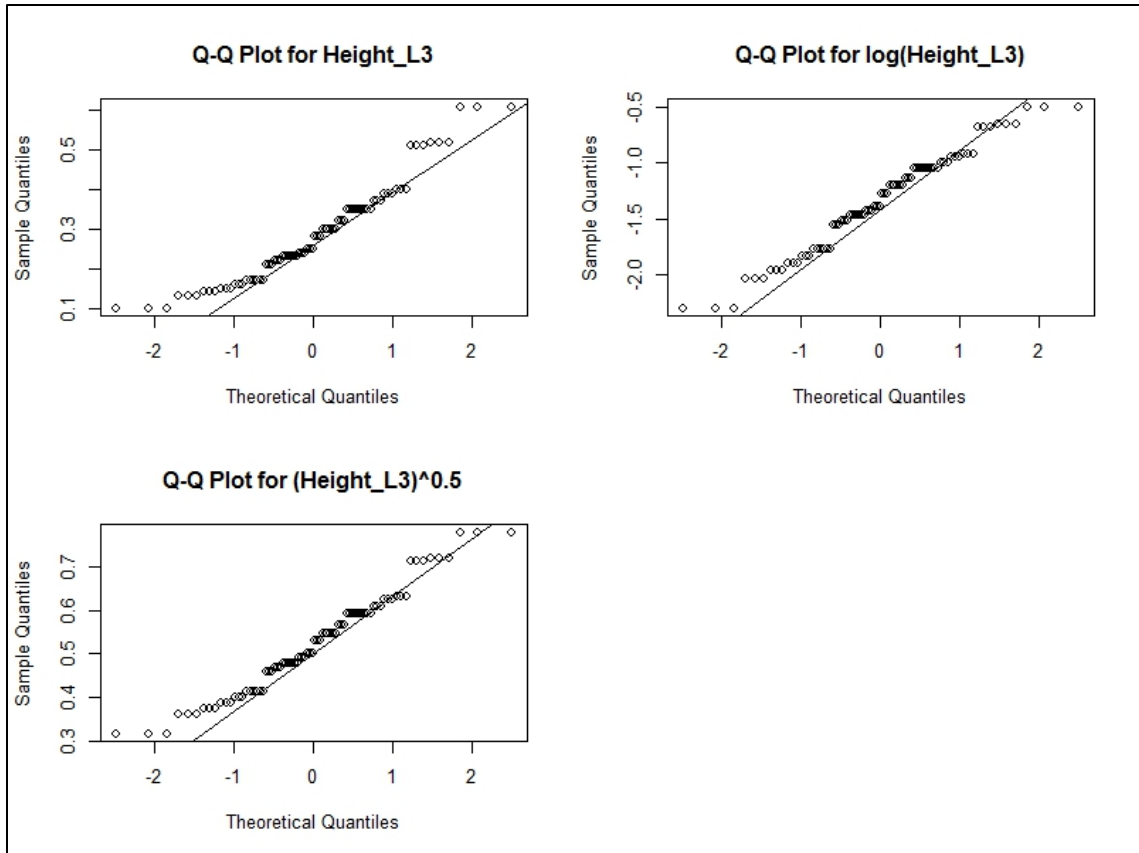 Q-Q Plot for Height_L3
Sample Quantiles
0.5
0.3
0.1
-2 -1 0 1 2
Theoretical Quantiles
Q-Q Plot for log(Height_L3)
Sample Quantiles
-0.5
-1.0
-1.5
-2.0
-2 -1 0 1 2
Theoretical Quantiles
Q-Q Plot for (Height_L3)^0.5
Sample Quantiles
0.7
0.6
0.5
0.4
0.3
-2 -1 0 1 2
Theoretical Quantiles